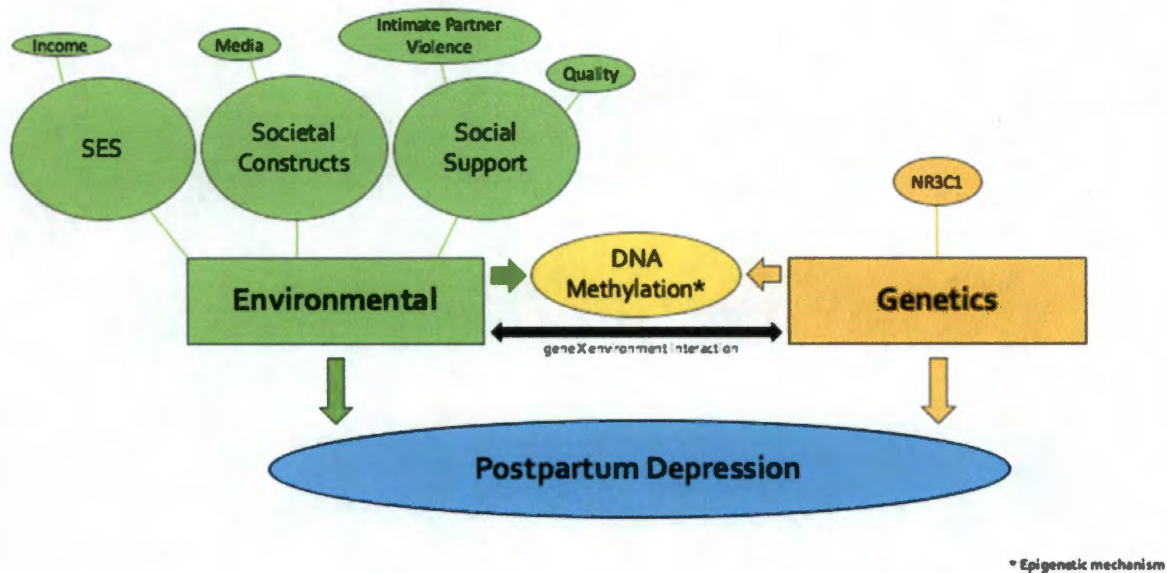 Income
Media
Intimate Partner
Violence
Quality
SES
Societal
Constructs
Social
Support
NR3C1
DNA
Methylation*
Environmental
Genetics
geneXenvironment interaction
Postpartum Depression
* Epigenetic mechanism